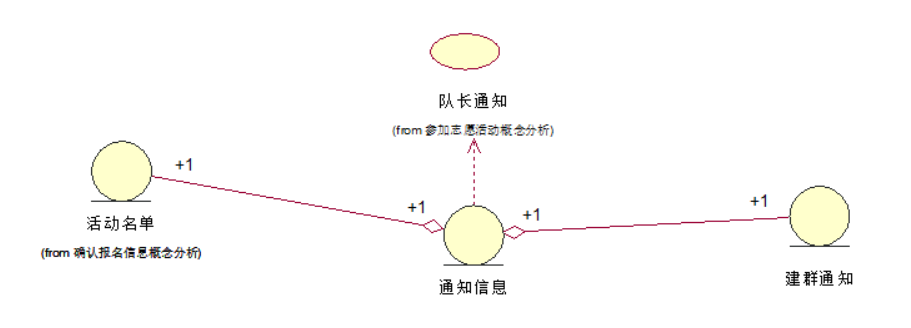 队长通知
(from 参加志愿活动概念分析)
+1
活动名单
(from 确认报名信息概念分析)
+1
+1
+1
通知信息
建群通知